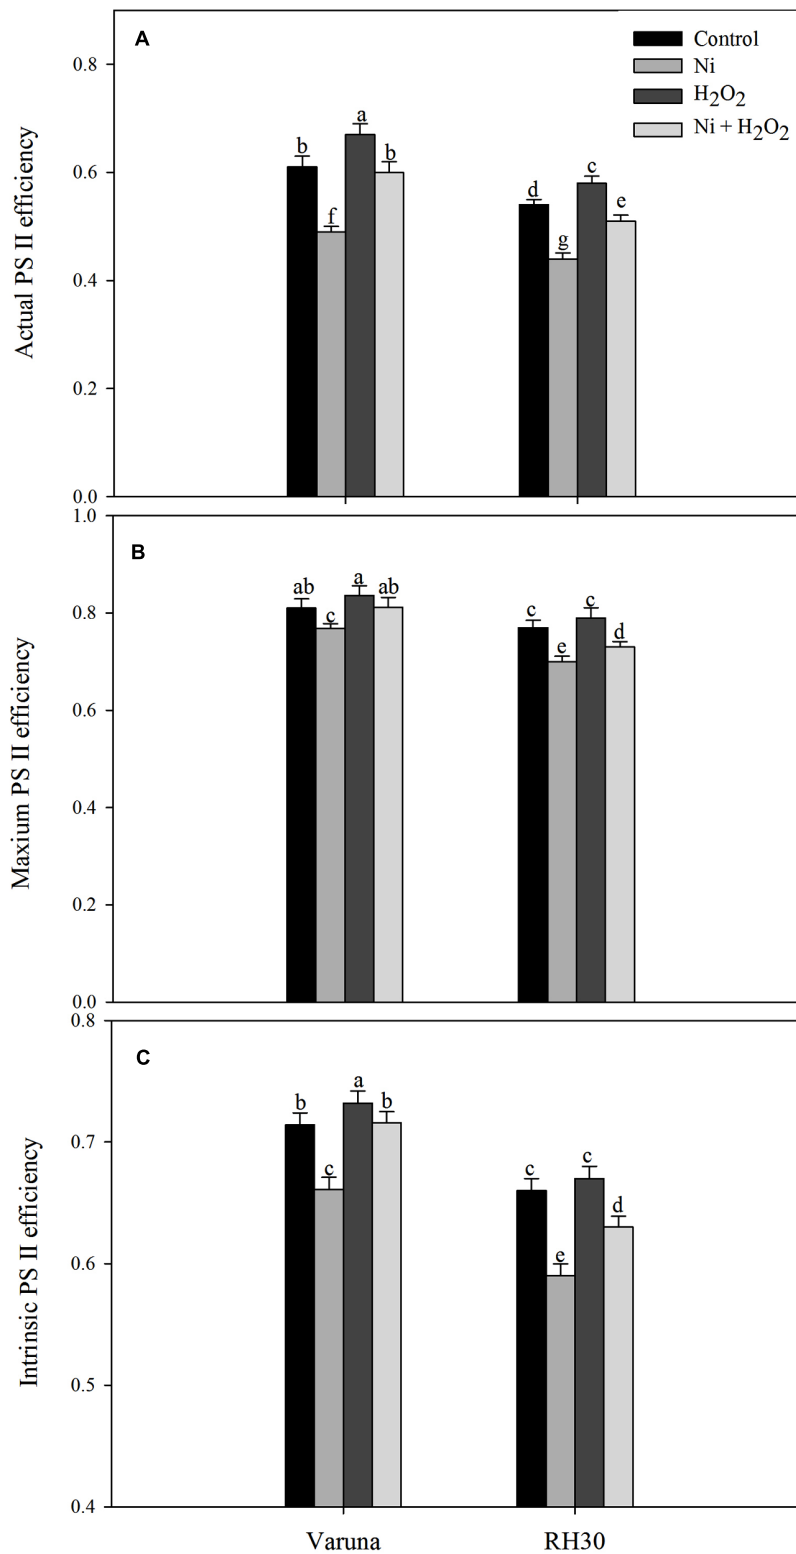 A
Control
Ni
H2O2
Ni + H2O2
0.8
0.6
0.4
0.2
0.0
Actual PS II efficiency
b
f
a
b
d
g
c
e
B
1.0
0.8
0.6
0.4
0.2
0.0
Maxium PS II efficiency
ab
c
a
ab
c
e
c
d
C
0.8
0.7
0.6
0.5
0.4
Intrinsic PS II efficiency
b
c
a
b
c
e
c
d
Varuna
RH30